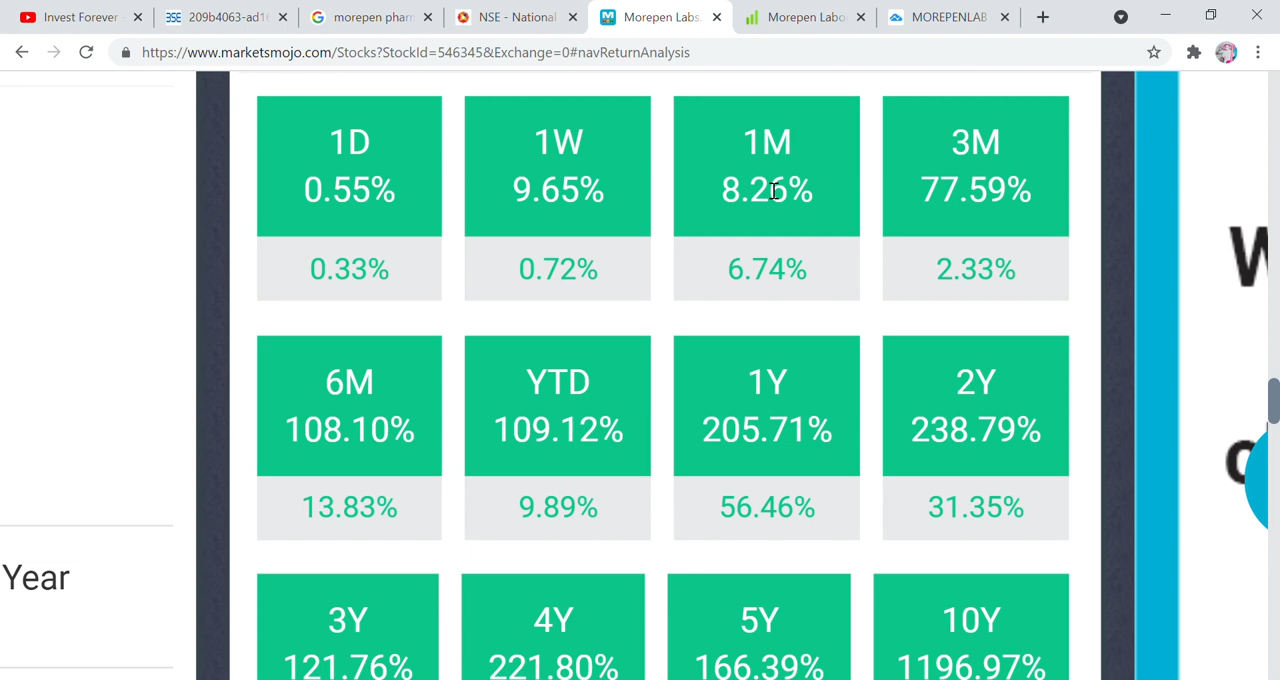 Invest Forever
209b4063-ad16
morepen pharm
NSE - National
Morepen Labs.
Morepen Labo
MOREPENLAB
https://www.marketsmojo.com/Stocks?StockId=546345&Exchange=0#navReturnAnalysis
1D
0.55%
0.33%
1W
9.65%
0.72%
1M
8.26%
6.74%
3M
77.59%
2.33%
6M
108.10%
13.83%
YTD
109.12%
9.89%
1Y
205.71%
56.46%
2Y
238.79%
31.35%
Year
3Y
121.76%
4Y
221.80%
5Y
166.39%
10Y
1196.97%